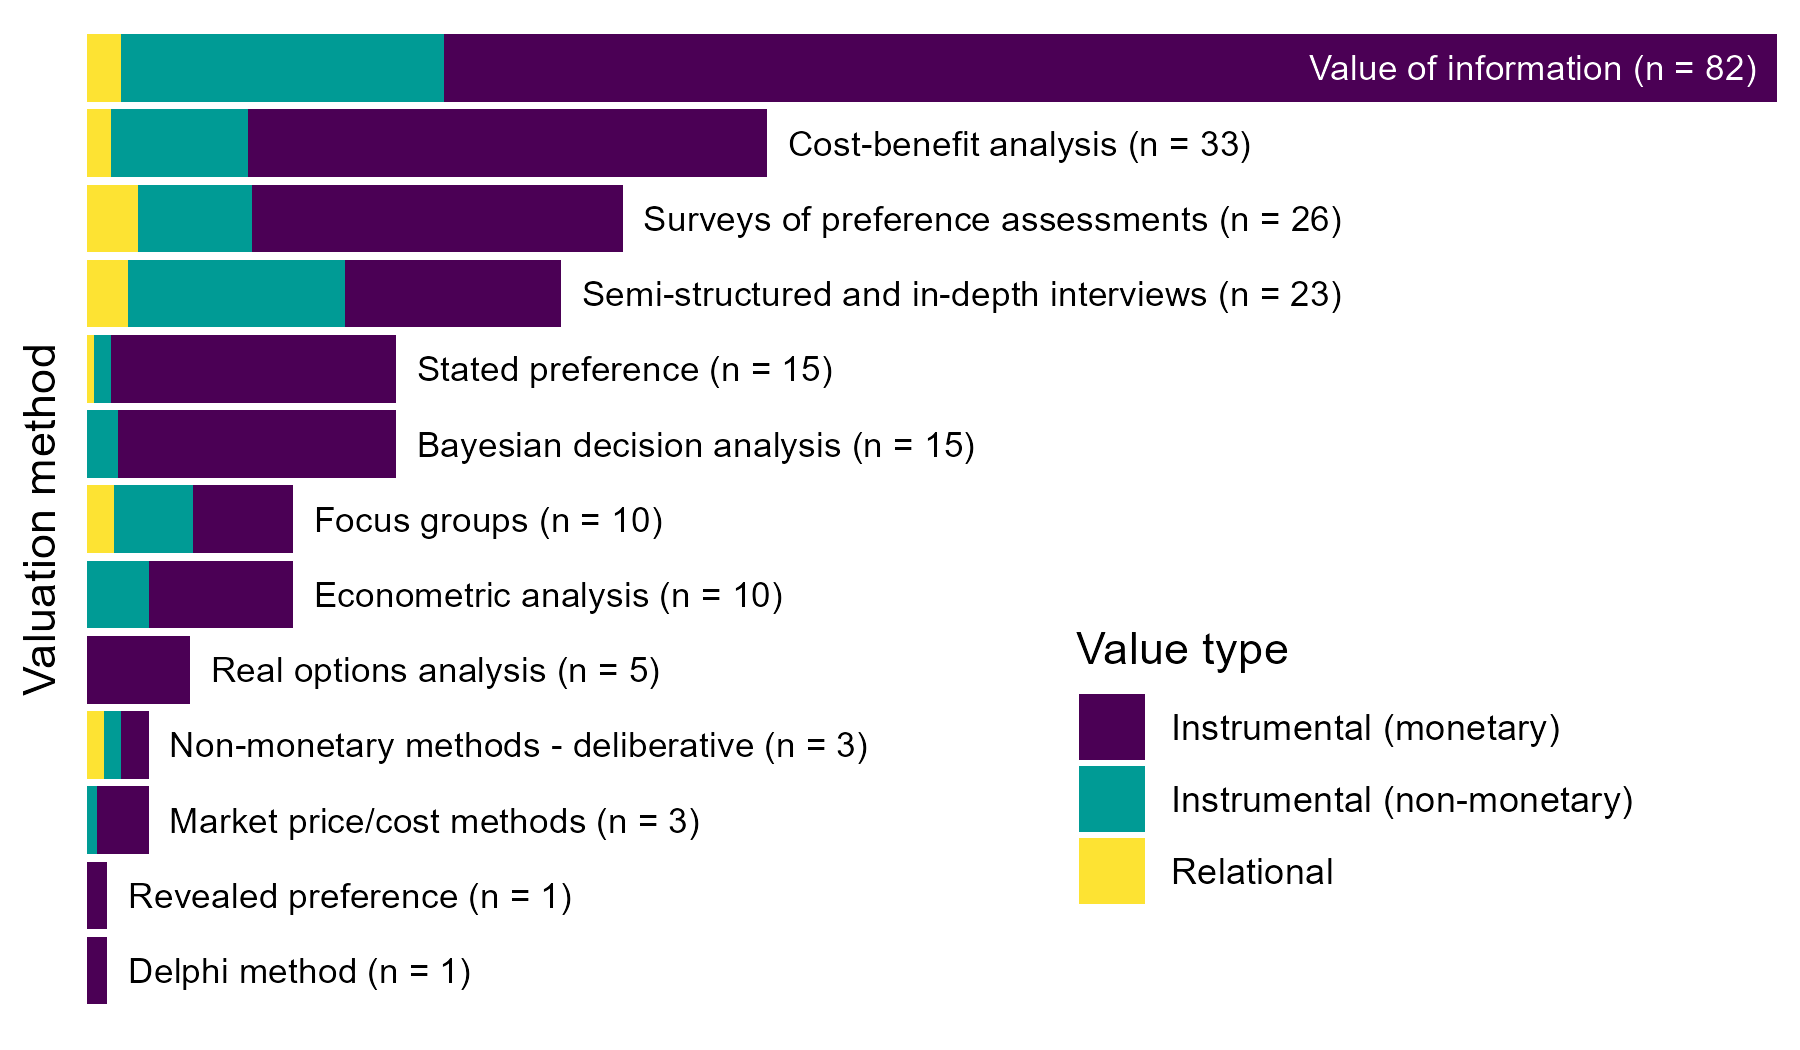 Value of information (n = 82)
Cost-benefit analysis (n = 33)
Surveys of preference assessments (n = 26)
Semi-structured and in-depth interviews (n = 23)
Stated preference (n = 15)
Bayesian decision analysis (n = 15)
Focus groups (n = 10)
Econometric analysis (n = 10)
Real options analysis (n = 5)
Non-monetary methods - deliberative (n = 3)
Market price/cost methods (n = 3)
Revealed preference (n = 1)
Delphi method (n = 1)
Valuation method
Value type
Instrumental (monetary)
Instrumental (non-monetary)
Relational